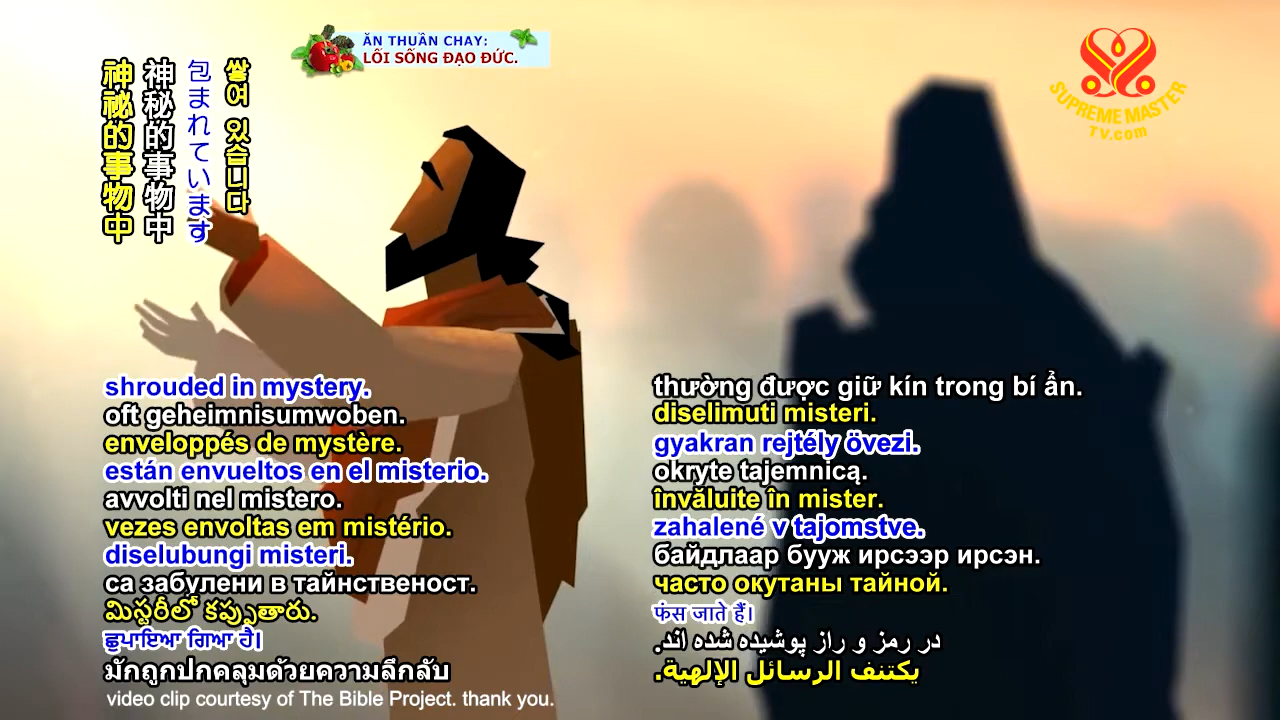 ĂN THUẦN CHAY:
LỐI SỐNG ĐẠO ĐỨC.
SUPREME MASTER
TV.com
쌓여 있습니다
包まれています
神秘的事物中
神祕的事物中
shrouded in mystery.
oft geheimnisumwoben.
enveloppés de mystère.
están envueltos en el misterio.
avvolti nel mistero.
vezes envoltas em mistério.
diselubungi misteri.
са забулени в тайнственост.
మిస్టరీలో కప్పుతారు.
ਛੁਪਾਇਆ ਗਿਆ ਹੈ।
มักถูกปกคลุมด้วยความลึกลับ
video clip courtesy of The Bible Project. thank you.
thường được giữ kín trong bí ẩn.
diselimuti misteri.
gyakran rejtély övezi.
okryte tajemnicą.
învăluite în mister.
zahalené v tajomstve.
байдлаар бууж ирсээр ирсэн.
часто окутаны тайной.
फंस जाते हैं।
در رمز و راز پوشیده شده اند.
يكتنف الرسائل الإلهية.